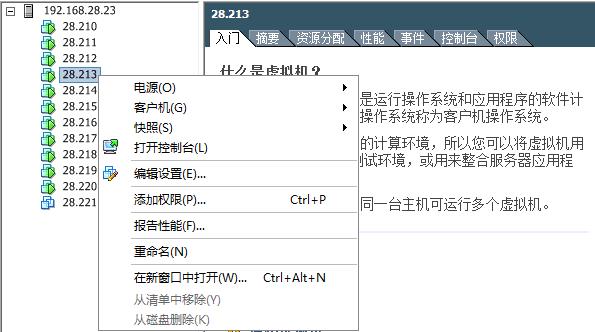 192.168.28.23
28.210
28.211
28.212
28.213
28.214
28.215
28.216
28.217
28.218
28.219
28.220
28.221
电源(O)
客户机(G)
快照(S)
打开控制台(L)
编辑设置(E)...
添加权限(P)... Ctrl+P
报告性能(F)...
重命名(N)
在新窗口中打开(W)... Ctrl+Alt+N
从清单中移除(Y)
从磁盘删除(K)
28.213
入门 摘要 资源分配 性能 事件 控制台 权限
什么是虚拟机？
是运行操作系统和应用程序的软件计
操作系统称为客户机操作系统。
的计算环境，所以您可以将虚拟机用
测试环境，或用来整合服务器应用程
同一台主机可运行多个虚拟机。